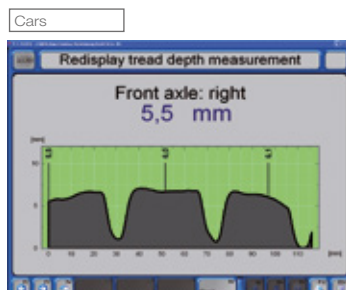 Cars
Redisplay tread depth measurement
Front axle: right
5,5 mm
[mm]
10
5
0
0 10 20 30 40 50 60 70 80 90 100 110 [mm]